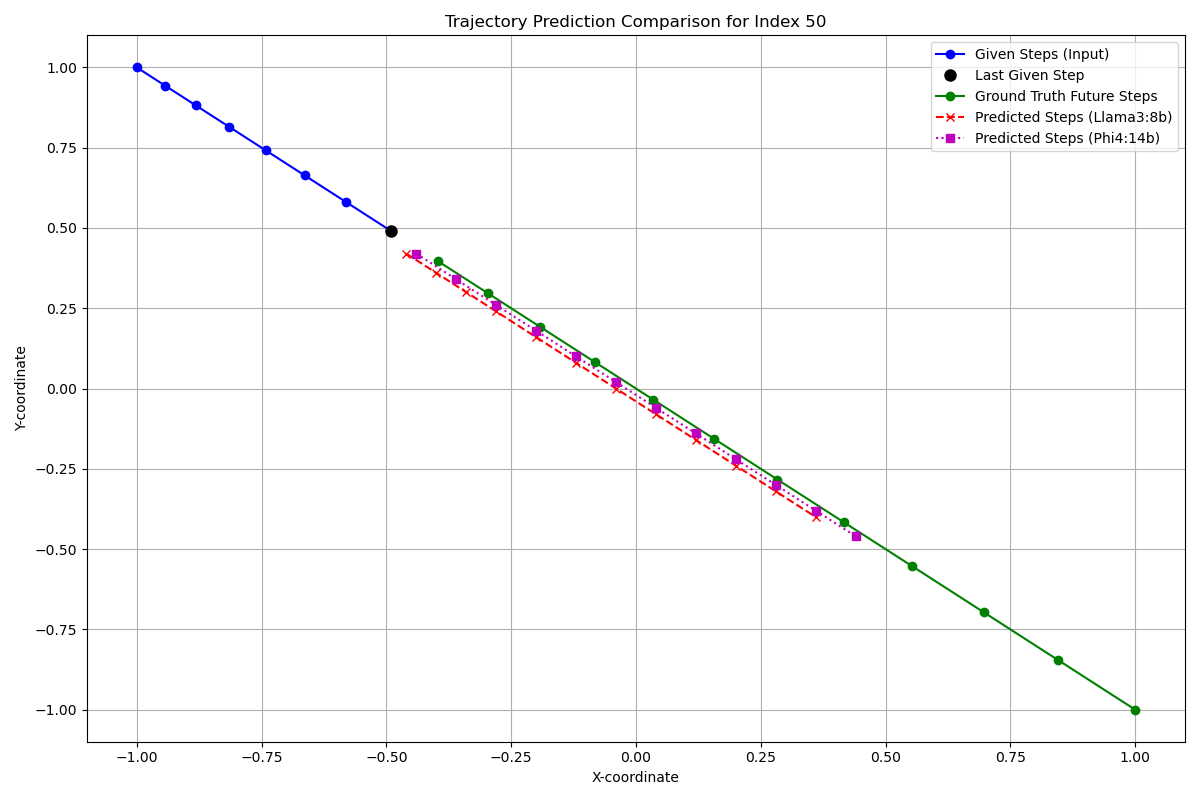 Trajectory Prediction Comparison for Index 50
Given Steps (Input)
Last Given Step
Ground Truth Future Steps
Predicted Steps (Llama3:8b)
Predicted Steps (Phi4:14b)
1.00
0.75
0.50
0.25
0.00
−0.25
−0.50
−0.75
−1.00
Y-coordinate
−1.00 −0.75 −0.50 −0.25 0.00 0.25 0.50 0.75 1.00
X-coordinate